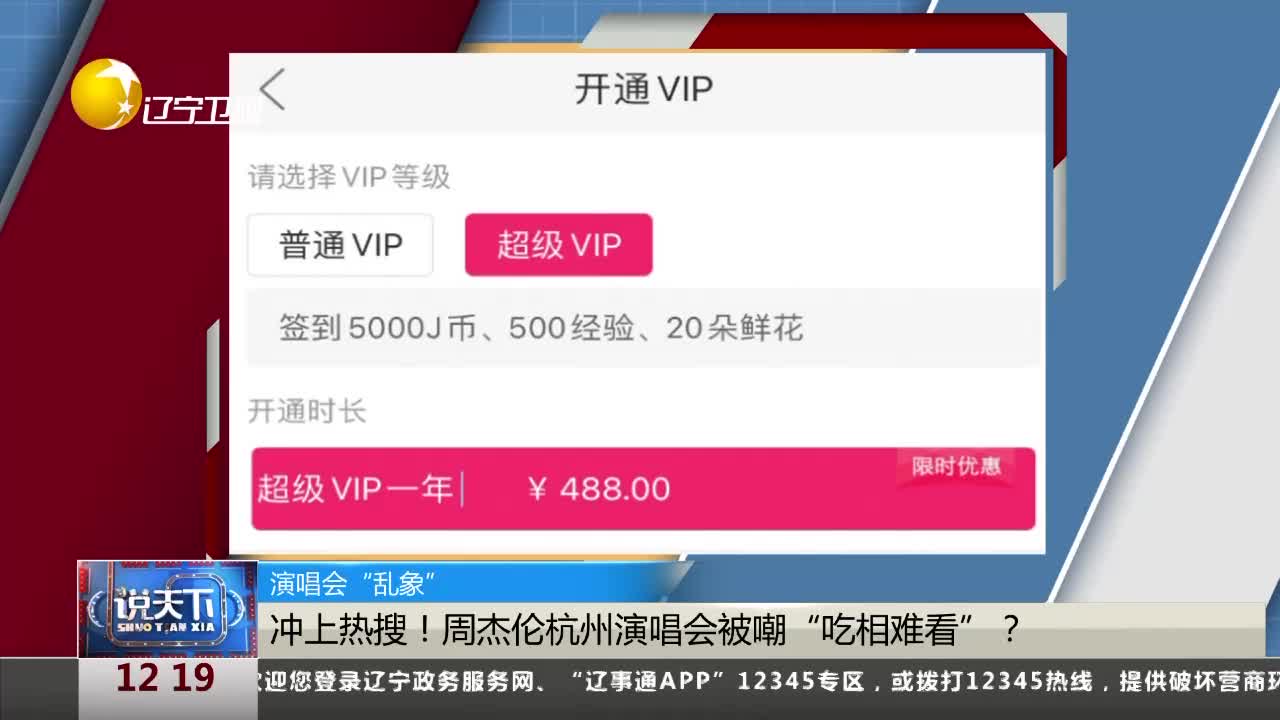 辽宁卫视
开通VIP
请选择VIP等级
普通VIP 超级VIP
签到5000J币、500经验、20朵鲜花
开通时长
限时优惠
超级VIP一年 ¥ 488.00
演唱会“乱象”
说天下
SHUO TIAN XIA
冲上热搜！周杰伦杭州演唱会被嘲“吃相难看”？
12 19
迎您登录辽宁政务服务网、“辽事通APP”12345专区，或拨打12345热线，提供破坏营商环